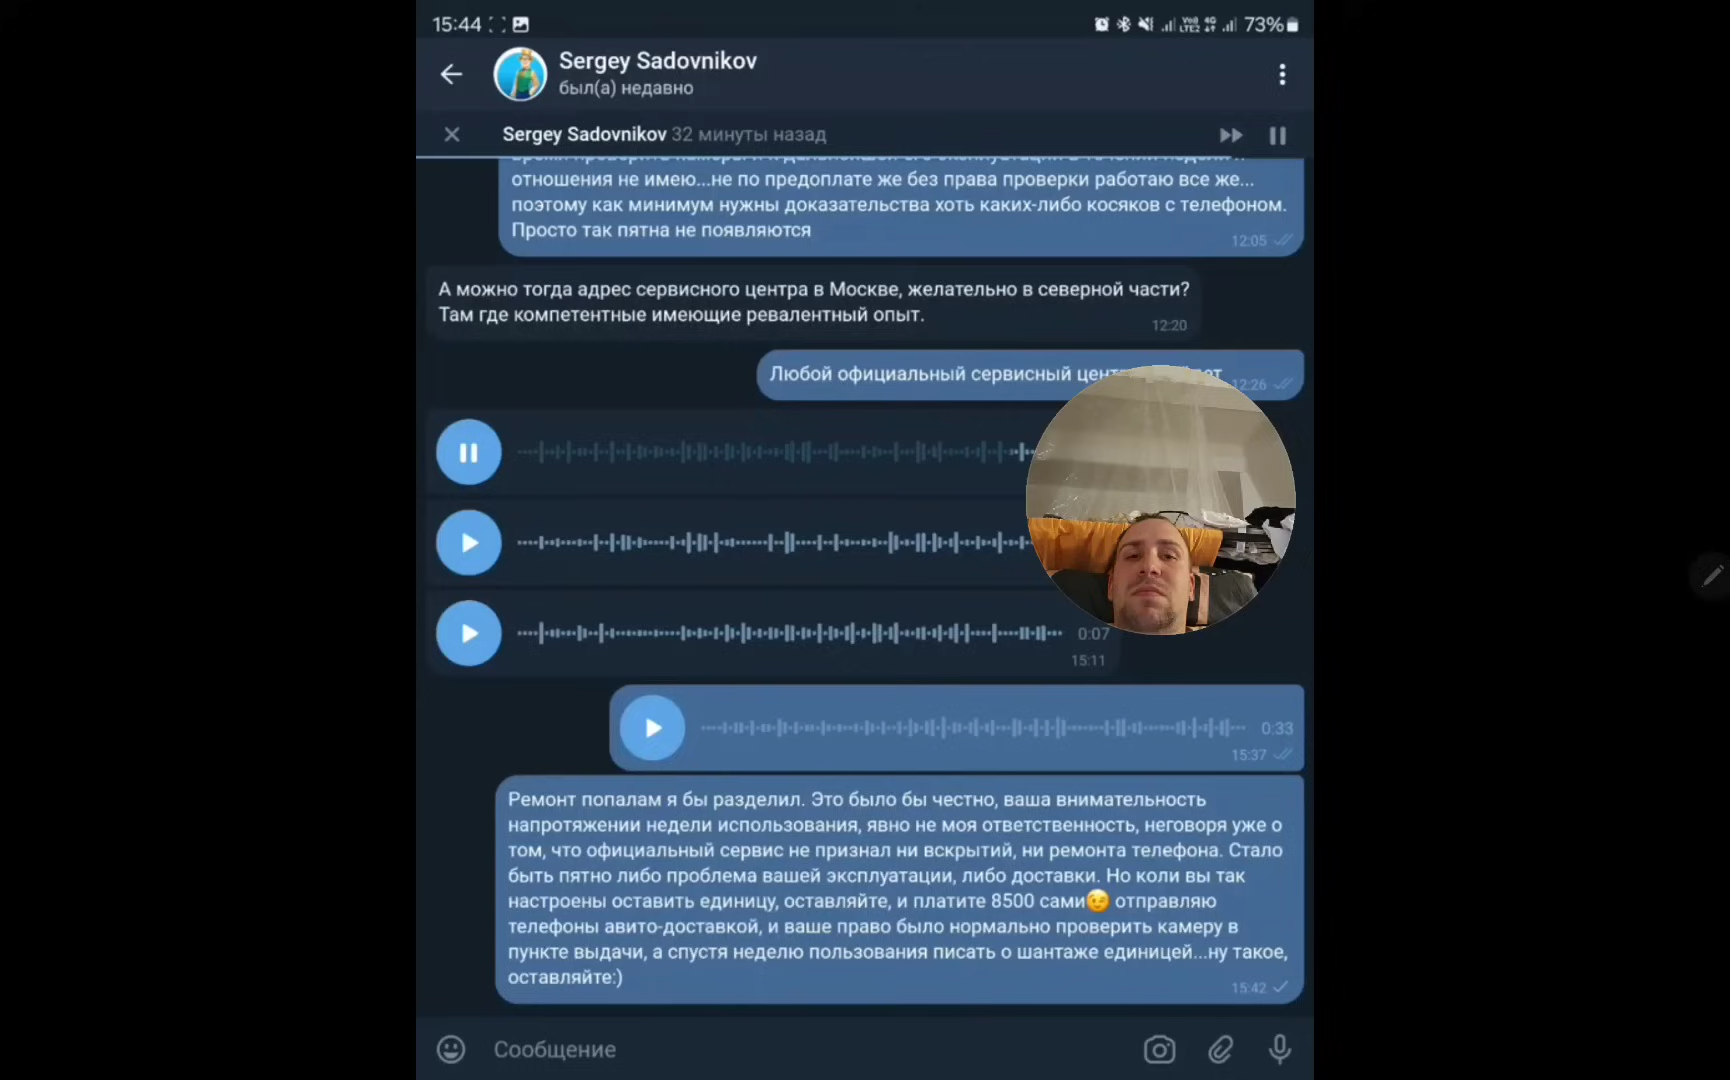 15:44
Vo) 4G
LTE2
73%
Sergey Sadovnikov
был(а) недавно
Sergey Sadovnikov 32 минуты назад
отношения не имею...не по предоплате же без права проверки работаю все же...
поэтому как минимум нужны доказательства хоть каких-либо косяков с телефоном.
Просто так пятна не появляются
12:05
А можно тогда адрес сервисного центра в Москве, желательно в северной части?
Там где компетентные имеющие ревалентный опыт.
12:20
Любой официальный сервисный
12:26
0:07
15:11
0:33
15:37
Ремонт попалам я бы разделил. Это было бы честно, ваша внимательность
напротяжении недели использования, явно не моя ответственность, неговоря уже о
том, что официальный сервис не признал ни вскрытий, ни ремонта телефона. Стало
быть пятно либо проблема вашей эксплуатации, либо доставки. Но коли вы так
настроены оставить единицу, оставляйте, и платите 8500 сами😉 отправляю
телефоны авито-доставкой, и ваше право было нормально проверить камеру в
пункте выдачи, а спустя неделю пользования писать о шантаже единицей...ну такое,
оставляйте:)
15:42
Сообщение